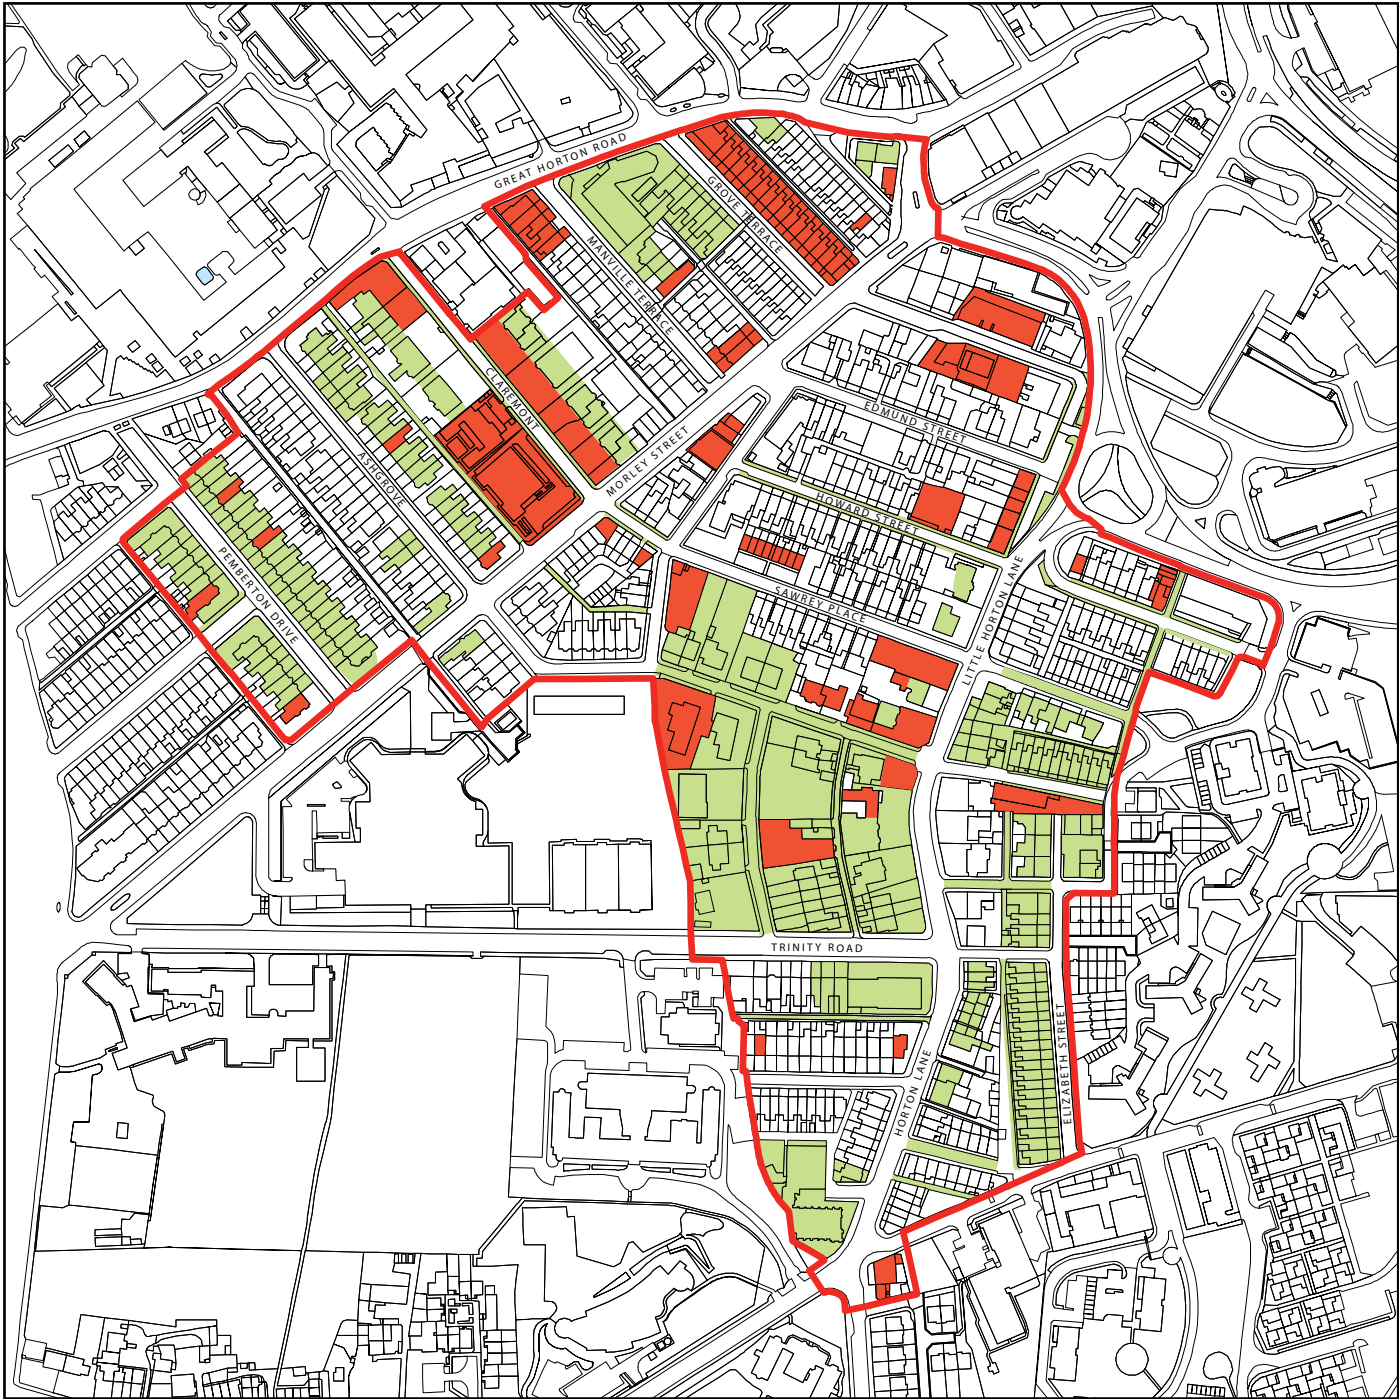 GREAT HORTON ROAD
GROVE TERRACE
MANVILLE TERRACE
CLAREMONT
EDMUND STREET
MORLEY STREET
ASHGROVE
HOWARD STREET
PEMBERTON DRIVE
SAWREY PLACE
LITTLE HORTON LANE
TRINITY ROAD
HORTON LANE
ELIZABETH STREET